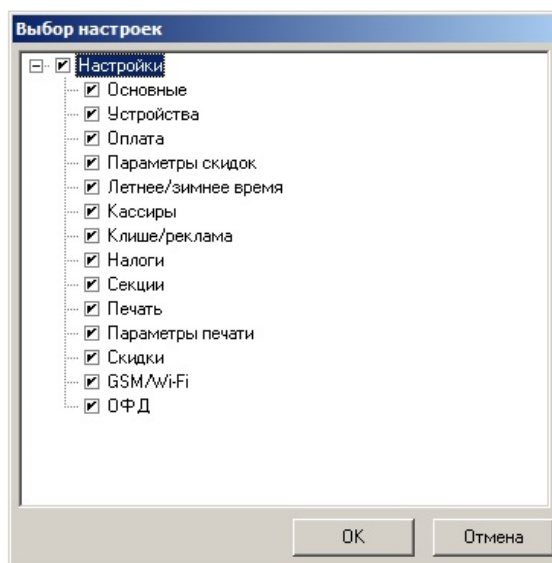 Выбор настроек
Настройки
Основные
Устройства
Оплата
Параметры скидок
Летнее/зимнее время
Кассиры
Клише/реклама
Налоги
Секции
Печать
Параметры печати
Скидки
GSM/Wi-Fi
ОФД
OK
Отмена